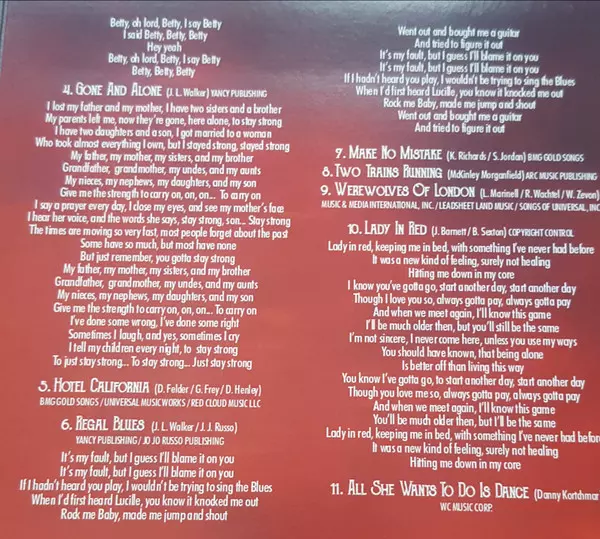 Betty, oh lord, Betty, I say Betty
I said Betty, Betty, Betty
Hey yeah
Betty, oh lord, Betty, I say Betty
Betty, Betty, Betty
4. GONE AND ALONE (J. L. Walker) YANCY PUBLISHING
I lost my father and my mother, I have two sisters and a brother
My parents left me, now they're gone, here alone, to stay strong
I have two daughters and a son, I got married to a woman
Who took almost everything I own, but I stayed strong, stayed strong
My father, my mother, my sisters, and my brother
Grandfather, grandmother, my undes, and my aunts
My nieces, my nephews, my daughters, and my son
Give me the strength to carry on, on, on... To carry on
I say a prayer every day, I close my eyes, and see my mother's face
I hear her voice, and the words she says, stay strong, son... Stay strong
The times are moving so very fast, most people forget about the past
Some have so much, but most have none
But just remember, you gotta stay strong
My father, my mother, my sisters, and my brother
Grandfather, grandmother, my undes, and my aunts
My nieces, my nephews, my daughters, and my son
Give me the strength to carry on, on, on... To carry on
I've done some wrong, I've done some right
Sometimes I laugh, and yes, sometimes I cry
I tell my children every night, to stay strong
To just stay strong... To stay strong... Just stay strong
5. HOTEL CALIFORNIA (D. Felder / G. Frey / D. Henley)
BMG GOLD SONGS / UNIVERSAL MUSIC WORKS / RED CLOUD MUSIC LLC
6. REGAL BLUES (J. L. Walker / J. J. Russo)
YANCY PUBLISHING / JO JO RUSSO PUBLISHING
It's my fault, but I guess I'll blame it on you
It's my fault, but I guess I'll blame it on you
If I hadn't heard you play, I wouldn't be trying to sing the Blues
When I'd first heard Lucille, you know it knocked me out
Rock me Baby, made me jump and shout
Went out and bought me a guitar
And tried to figure it out
It's my fault, but I guess I'll blame it on you
It's my fault, but I guess I'll blame it on you
If I hadn't heard you play, I wouldn't be trying to sing the Blues
When I'd first heard Lucille, you know it knocked me out
Rock me Baby, made me jump and shout
Went out and bought me a guitar
And tried to figure it out
7. MAKE NO MISTAKE (K. Richards / S. Jordan) BMG GOLD SONGS
8. TWO TRAINS RUNNING (McKinley Morganfield) ARC MUSIC PUBLISHING
9. WEREWOLVES OF LONDON (L. Marinell / R. Wachtel / W. Zevon)
MUSIC & MEDIA INTERNATIONAL, INC. / LEADSHEET LAND MUSIC / SONGS OF UNIVERSAL, INC
10. LADY IN RED (J. Barnett / B. Sexton) COPYRIGHT CONTROL
Lady in red, keeping me in bed, with something I've never had before
It was a new kind of feeling, surely not healing
Hitting me down in my core
I know you've gotta go, start another day, start another day
Though I love you so, always gotta pay, always gotta pay
And when we meet again, I'll know this game
I'll be much older then, but you'll still be the same
I'm not sincere, I never come here, unless you use my ways
You should have known, that being alone
Is better off than living this way
You know I've gotta go, to start another day, start another day
Though you love me so, always gotta pay, always gotta pay
And when we meet again, I'll know this game
You'll be much older then, but I'll be the same
Lady in red, keeping me in bed, with something I've never had before
It was a new kind of feeling, surely not healing
Hitting me down in my core
11. ALL SHE WANTS TO DO IS DANCE (Danny Kortchmar
WC MUSIC CORP.